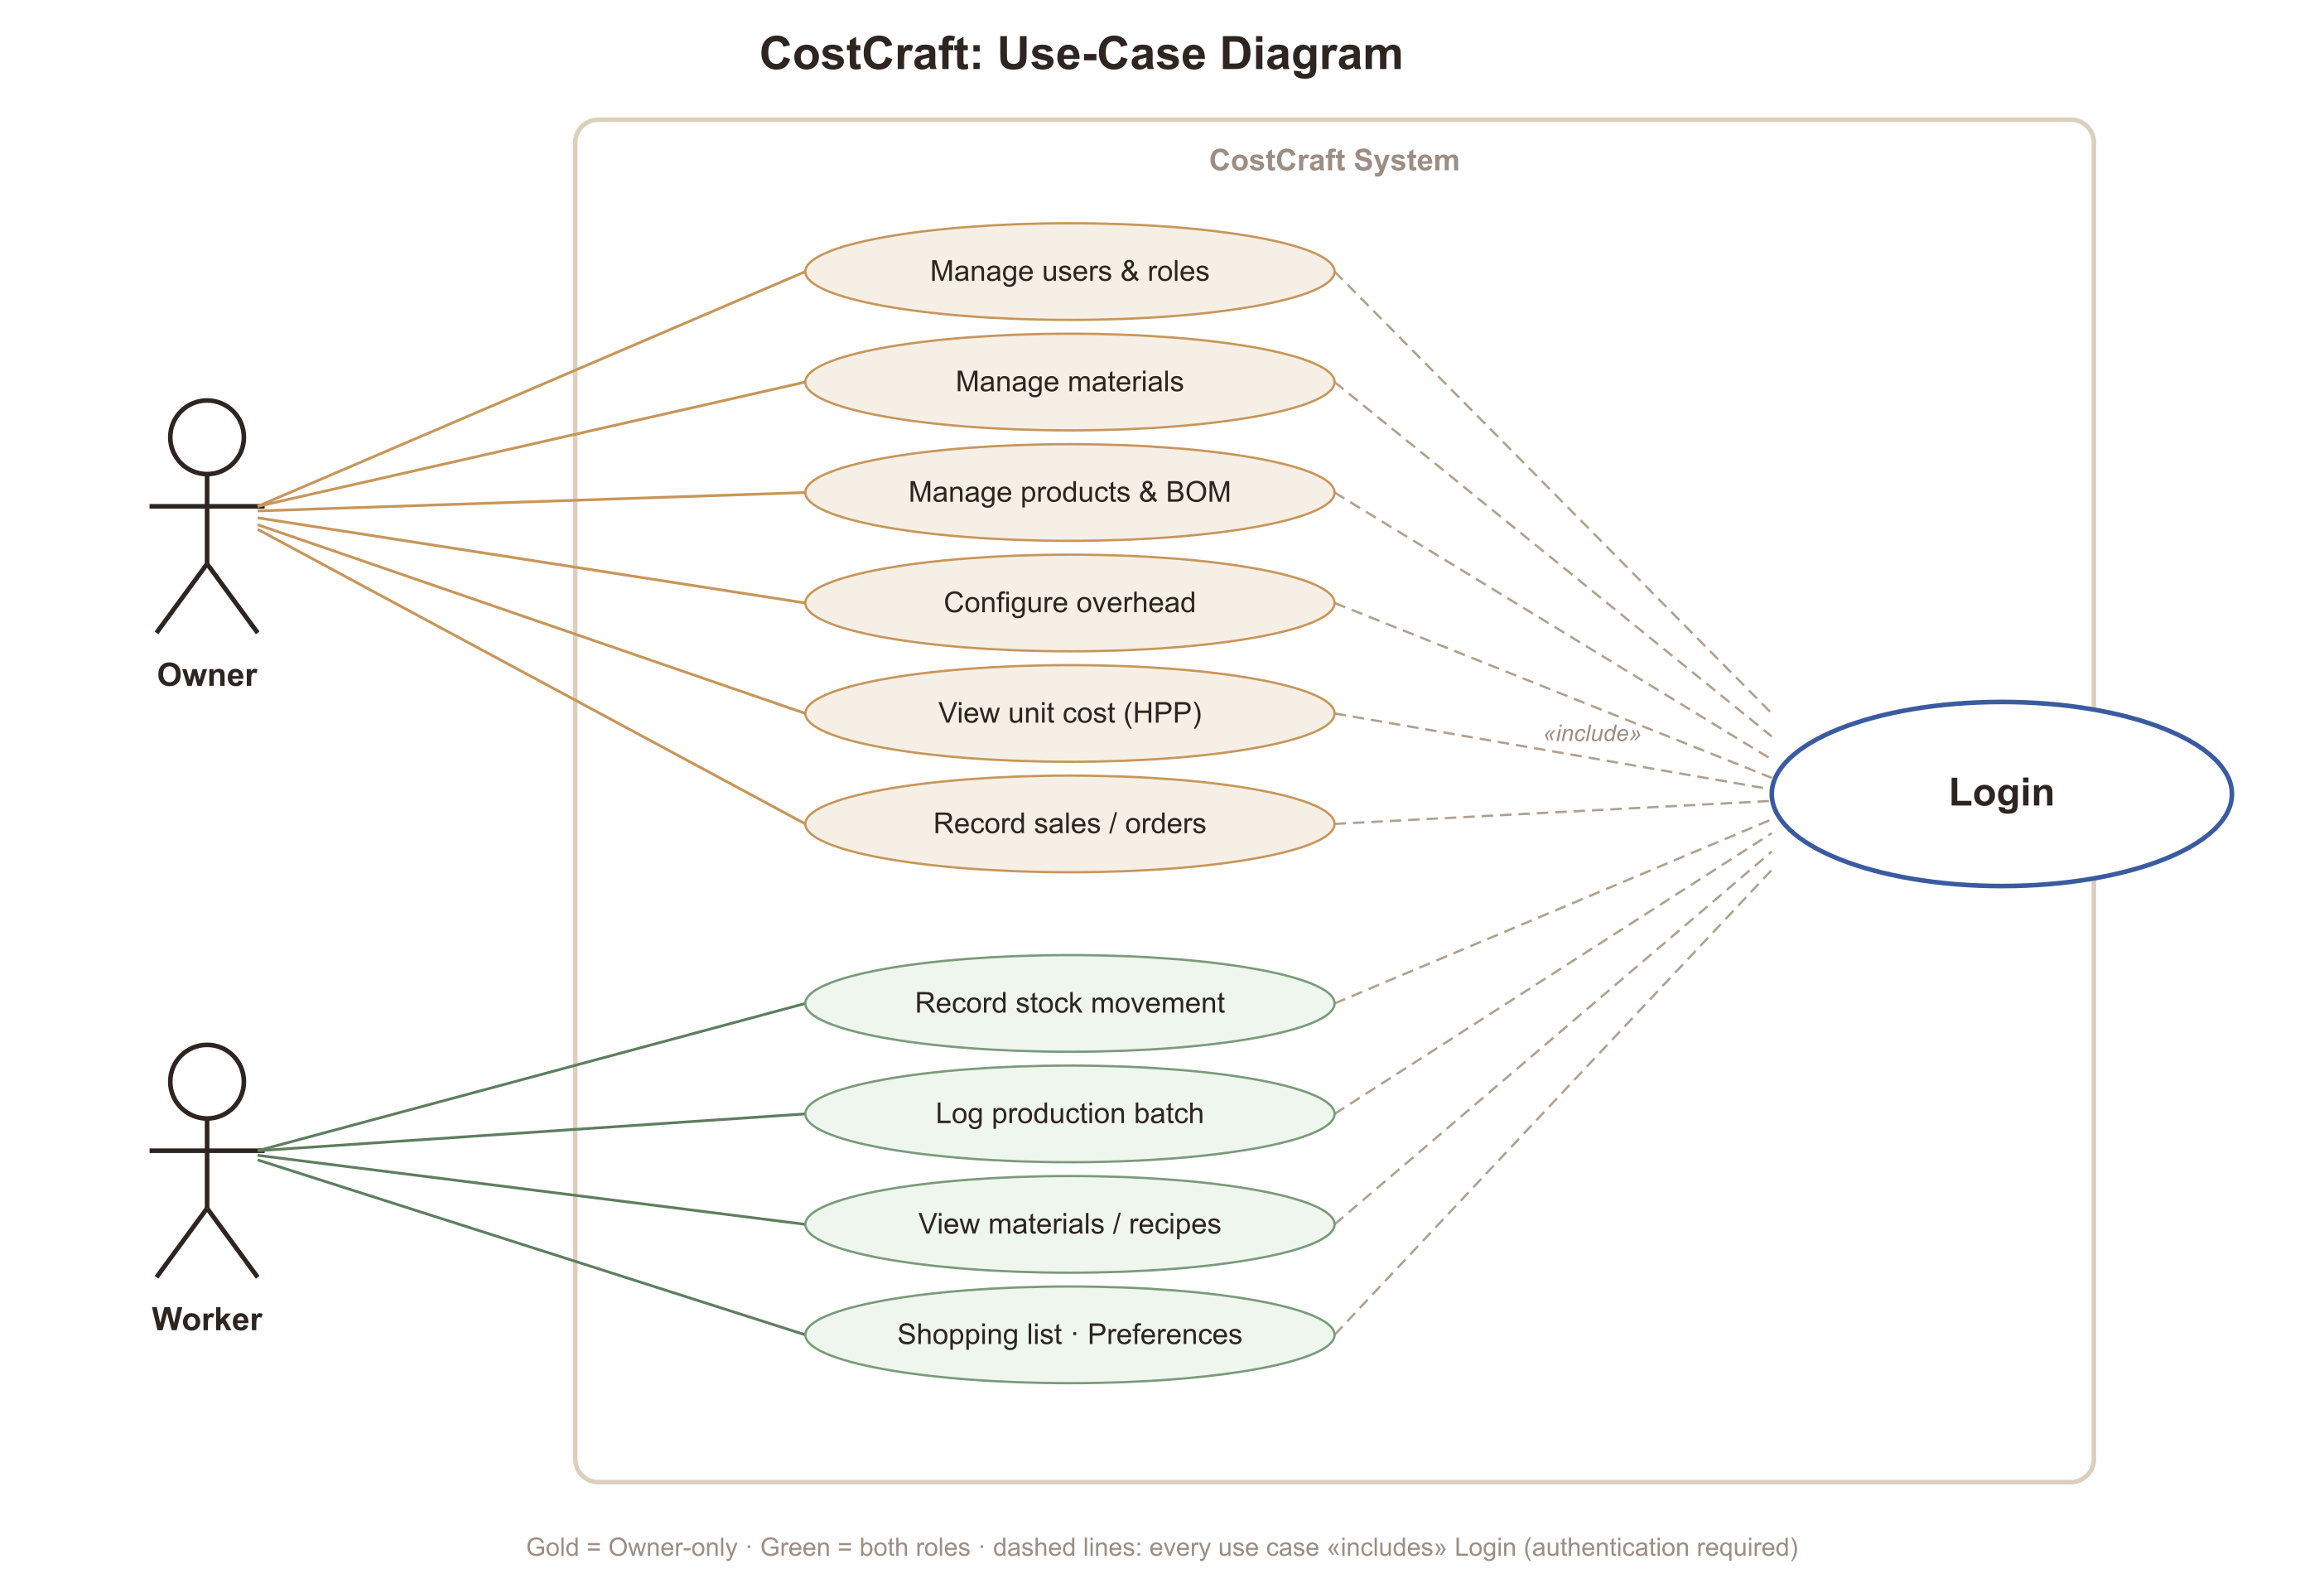 CostCraft: Use-Case Diagram
CostCraft System
Manage users & roles
Manage materials
Manage products & BOM
Configure overhead
Owner
View unit cost (HPP)
«include»
Login
Record sales / orders
Record stock movement
Log production batch
View materials / recipes
Worker
Shopping list · Preferences
Gold = Owner-only · Green = both roles · dashed lines: every use case «includes» Login (authentication required)